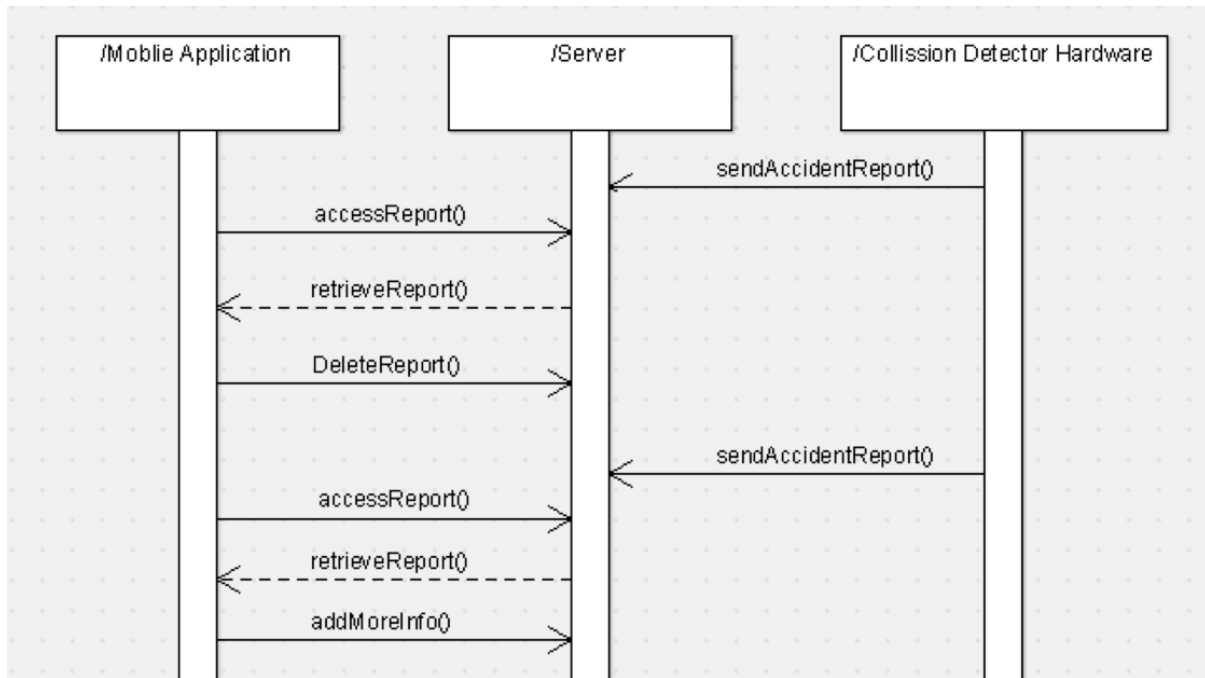 /Moblie Application
/Server
/Collission Detector Hardware
sendAccidentReport()
accessReport()
retrieveReport()
DeleteReport()
sendAccidentReport()
accessReport()
retrieveReport()
addMoreInfo()